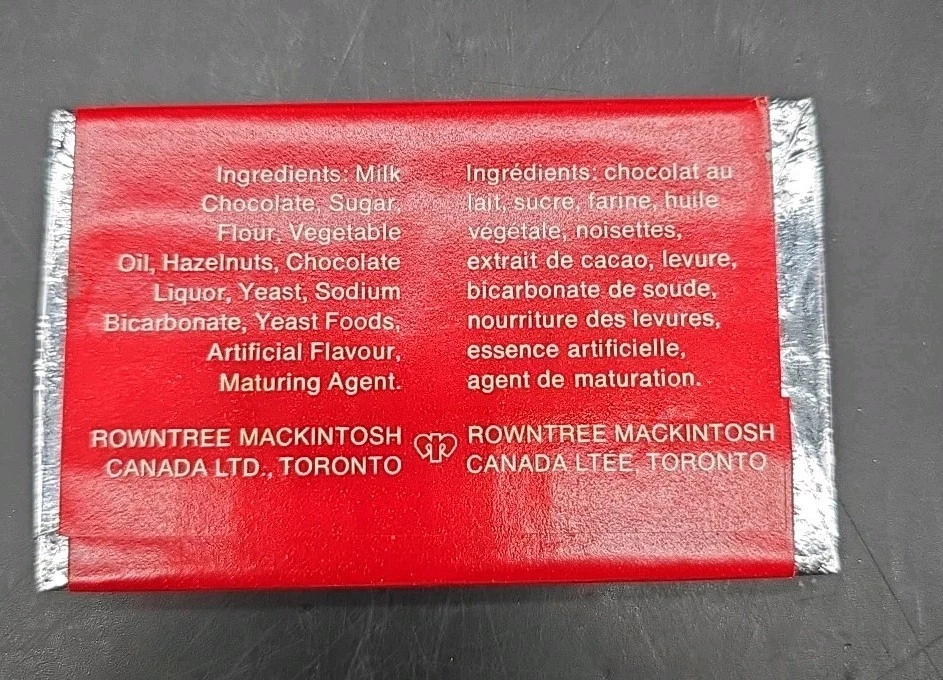 Ingredients: Milk
Chocolate, Sugar,
Flour, Vegetable
Oil, Hazelnuts, Chocolate
Liquor, Yeast, Sodium
Bicarbonate, Yeast Foods,
Artificial Flavour,
Maturing Agent.
ROWNTREE MACKINTOSH
CANADA LTD., TORONTO
Ingrédients: chocolat au
lait, sucre, farine, huile
végétale, noisettes,
extrait de cacao, levure,
bicarbonate de soude,
nourriture des levures,
essence artificielle,
agent de maturation.
ROWNTREE MACKINTOSH
CANADA LTÉE, TORONTO